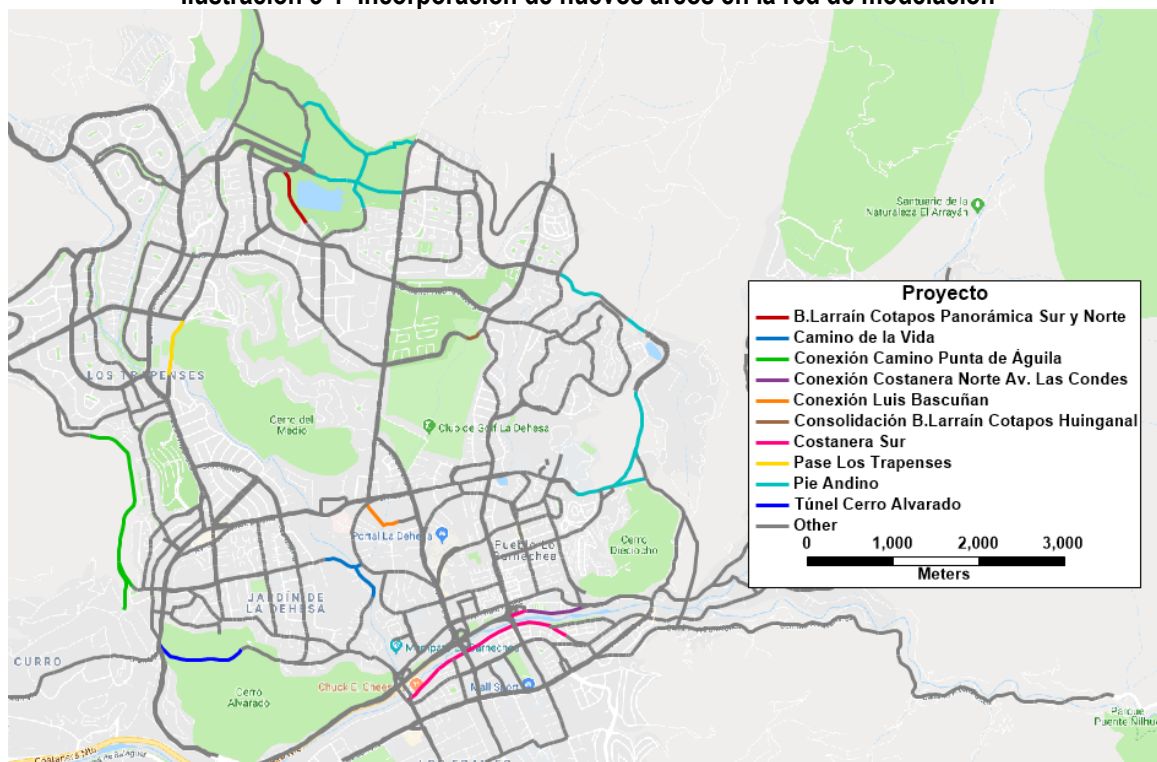 Ilustración 3-1 Incorporación de nuevos arcos en la red de modelación
Santuario de la
Naturaleza El Arrayán
Proyecto
B.Larraín Cotapos Panorámica Sur y Norte
Camino de la Vida
Conexión Camino Punta de Águila
Conexión Costanera Norte Av. Las Condes
Conexión Luis Bascuñan
Consolidación B.Larraín Cotapos Huinganal
Costanera Sur
Pase Los Trapenses
Pie Andino
Túnel Cerro Alvarado
Other
0 1,000 2,000 3,000
Meters
LOS TRAPENSES
Cerro del
Medio
Club de Golf La Dehesa
Portal La Dehesa
Pueblo Lo
Barnechea
Cerro
Dieciocho
JARDÍN DE
LA DEHESA
CURRO
Chuck E. Cheese
Mall Sport
Cerro
Alvarado
Parque
Puente Ñilhue
Costanera Nte